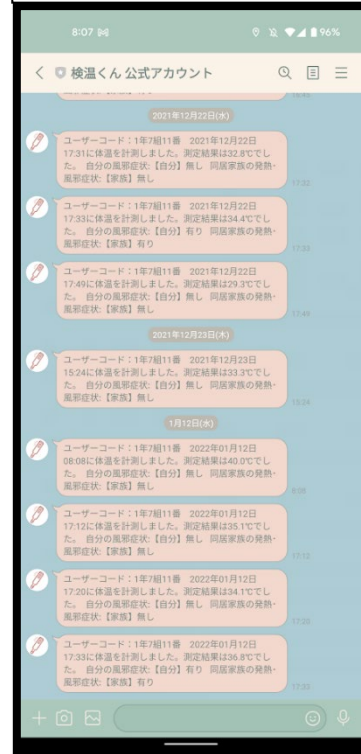 8:07
96%
検温くん 公式アカウント
2021年12月22日(水)
ユーザーコード：1年7組11番 2021年12月22日
17:31に体温を計測しました。測定結果は32.8℃でし
た。 自分の風邪症状:【自分】無し 同居家族の発熱・
風邪症状:【家族】無し
17:32
ユーザーコード：1年7組11番 2021年12月22日
17:33に体温を計測しました。測定結果は34.4℃でし
た。 自分の風邪症状:【自分】有り 同居家族の発熱・
風邪症状:【家族】有り
17:33
ユーザーコード：1年7組11番 2021年12月22日
17:49に体温を計測しました。測定結果は29.3℃でし
た。 自分の風邪症状:【自分】無し 同居家族の発熱・
風邪症状:【家族】無し
17:49
2021年12月23日(木)
ユーザーコード：1年7組11番 2021年12月23日
15:24に体温を計測しました。測定結果は33.3℃でし
た。 自分の風邪症状:【自分】無し 同居家族の発熱・
風邪症状:【家族】無し
15:24
1月12日(水)
ユーザーコード：1年7組11番 2022年01月12日
08:08に体温を計測しました。測定結果は40.0℃でし
た。 自分の風邪症状:【自分】無し 同居家族の発熱・
風邪症状:【家族】無し
8:08
ユーザーコード：1年7組11番 2022年01月12日
17:12に体温を計測しました。測定結果は35.1℃でし
た。 自分の風邪症状:【自分】無し 同居家族の発熱・
風邪症状:【家族】無し
17:12
ユーザーコード：1年7組11番 2022年01月12日
17:20に体温を計測しました。測定結果は34.1℃でし
た。 自分の風邪症状:【自分】無し 同居家族の発熱・
風邪症状:【家族】無し
17:20
ユーザーコード：1年7組11番 2022年01月12日
17:33に体温を計測しました。測定結果は36.8℃でし
た。 自分の風邪症状:【自分】有り 同居家族の発熱・
風邪症状:【家族】有り
17:33